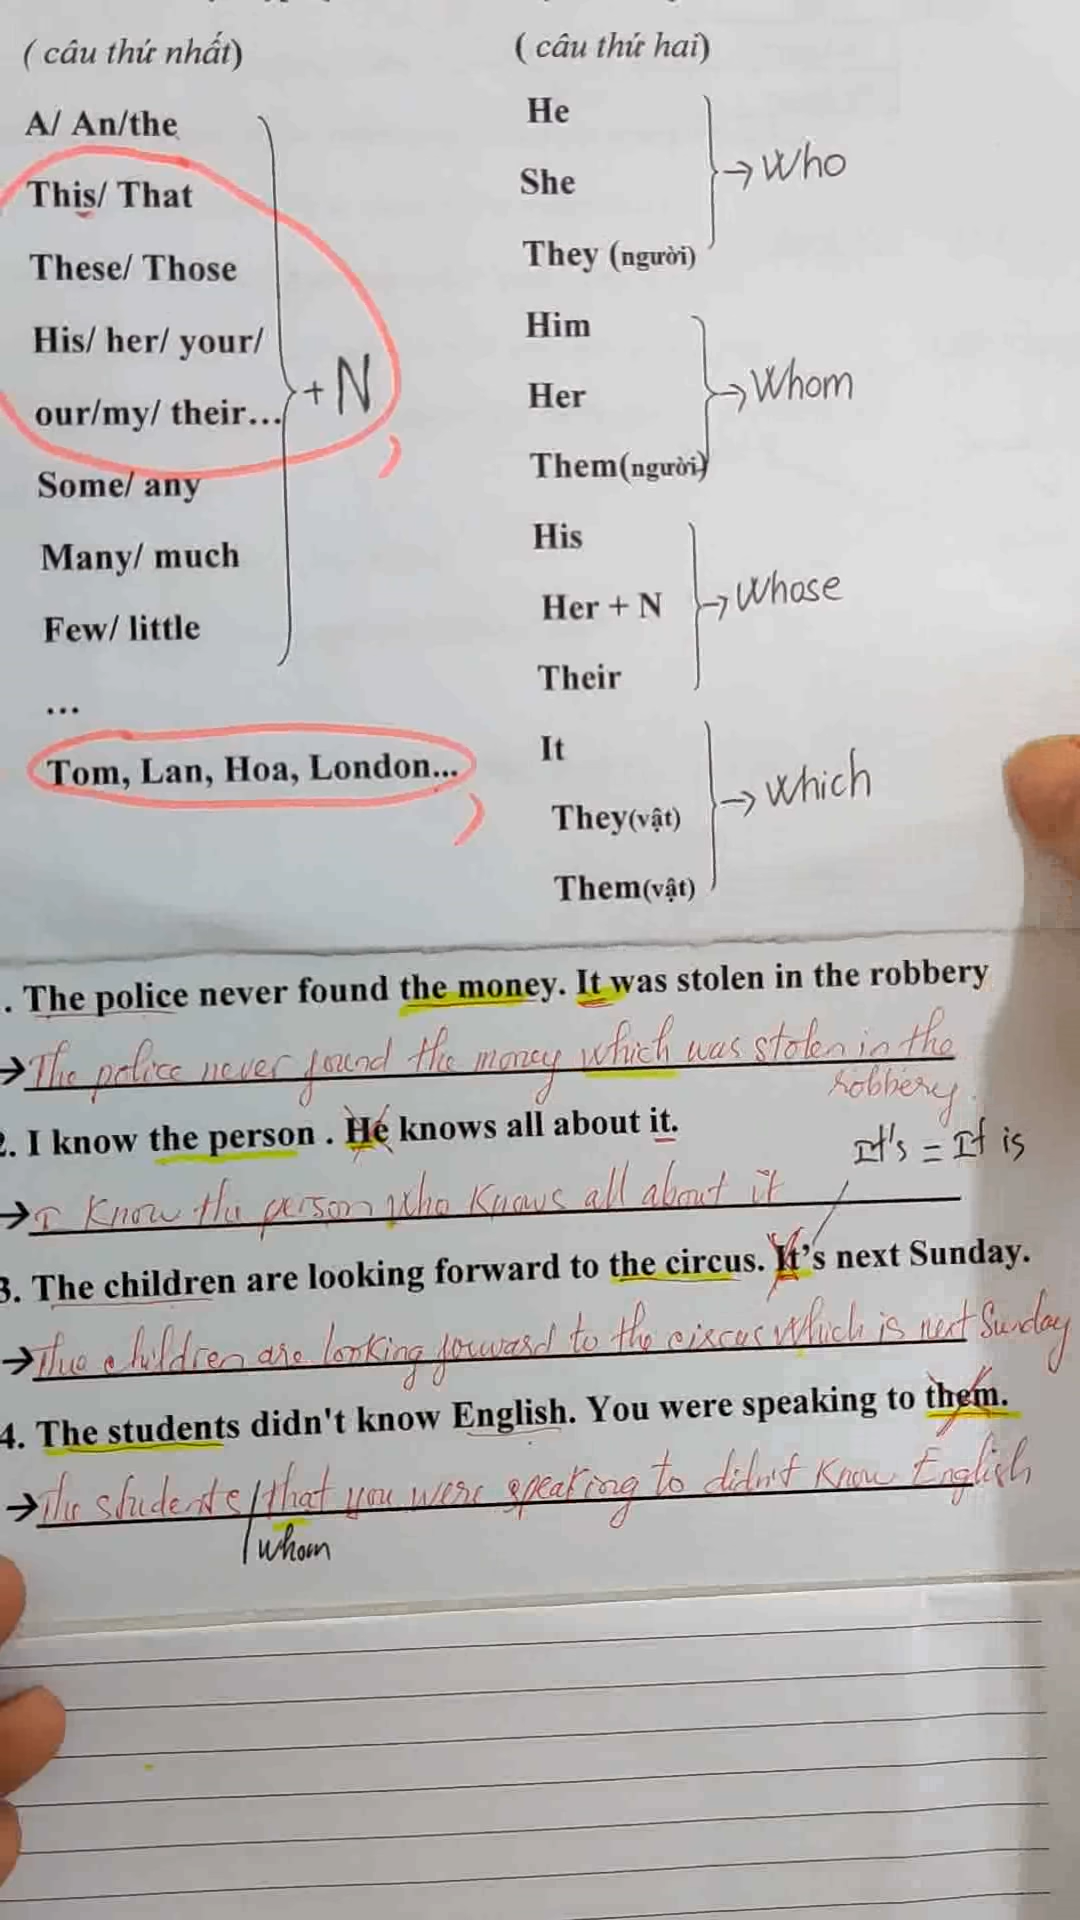 ( câu thứ nhất)
A/ An/the
This/ That
These/ Those
His/ her/ your/
our/my/ their...
Some/ any
Many/ much
Few/ little
...
+ N
,
Tom, Lan, Hoa, London...
,
( câu thứ hai)
He
She
They (người)
→ Who
Him
Her
Them(người)
→ Whom
His
Her + N
Their
→ Whose
It
They(vật)
Them(vật)
→ Which
. The police never found the money. It was stolen in the robbery
→ The police never found the money which was stolen in the
robbery.
2. I know the person . He knows all about it.
→ I know the person who knows all about it
It's = It is
3. The children are looking forward to the circus. It's next Sunday.
→ The children are looking forward to the circus which is next Sunday
4. The students didn't know English. You were speaking to them.
→ The students / that you were speaking to didn't know English
whom